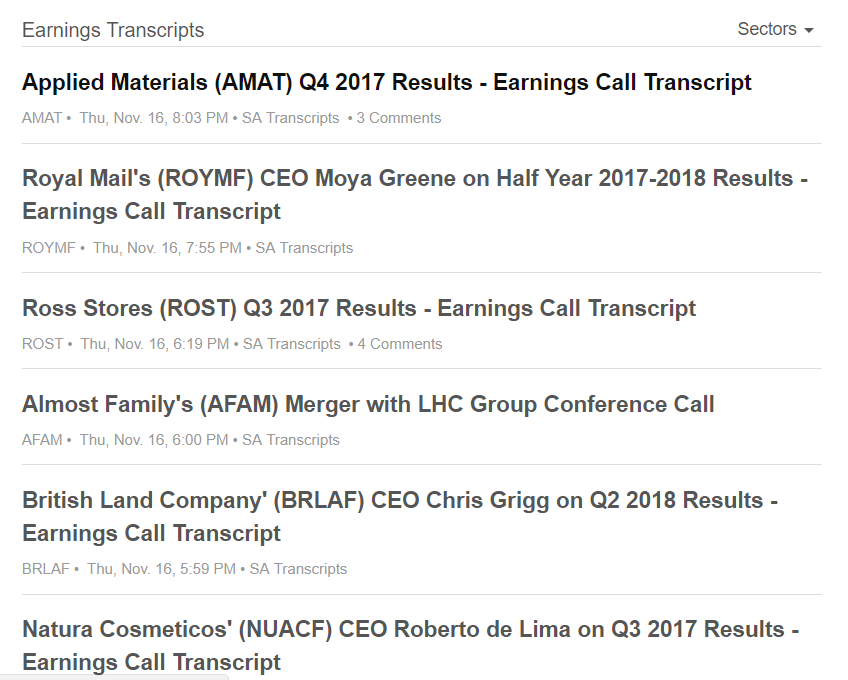 Earnings Transcripts
Sectors
Applied Materials (AMAT) Q4 2017 Results - Earnings Call Transcript
AMAT • Thu, Nov. 16, 8:03 PM • SA Transcripts • 3 Comments
Royal Mail's (ROYMF) CEO Moya Greene on Half Year 2017-2018 Results -
Earnings Call Transcript
ROYMF • Thu, Nov. 16, 7:55 PM • SA Transcripts
Ross Stores (ROST) Q3 2017 Results - Earnings Call Transcript
ROST • Thu, Nov. 16, 6:19 PM • SA Transcripts • 4 Comments
Almost Family's (AFAM) Merger with LHC Group Conference Call
AFAM • Thu, Nov. 16, 6:00 PM • SA Transcripts
British Land Company' (BRLAF) CEO Chris Grigg on Q2 2018 Results -
Earnings Call Transcript
BRLAF • Thu, Nov. 16, 5:59 PM • SA Transcripts
Natura Cosmeticos' (NUACF) CEO Roberto de Lima on Q3 2017 Results -
Earnings Call Transcript